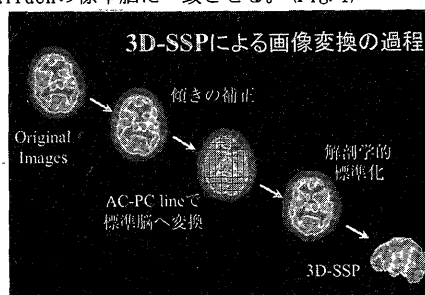 3D-SSPによる画像変換の過程
傾きの補正
Original
Images
解剖学的
標準化
AC-PC lineで
標準脳へ変換
3D-SSP